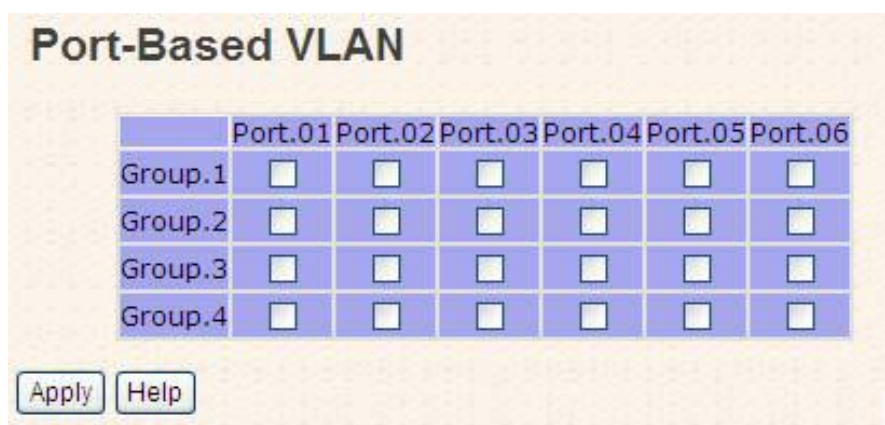 Port-Based VLAN
Port.01 Port.02 Port.03 Port.04 Port.05 Port.06
Group.1
Group.2
Group.3
Group.4
Apply Help